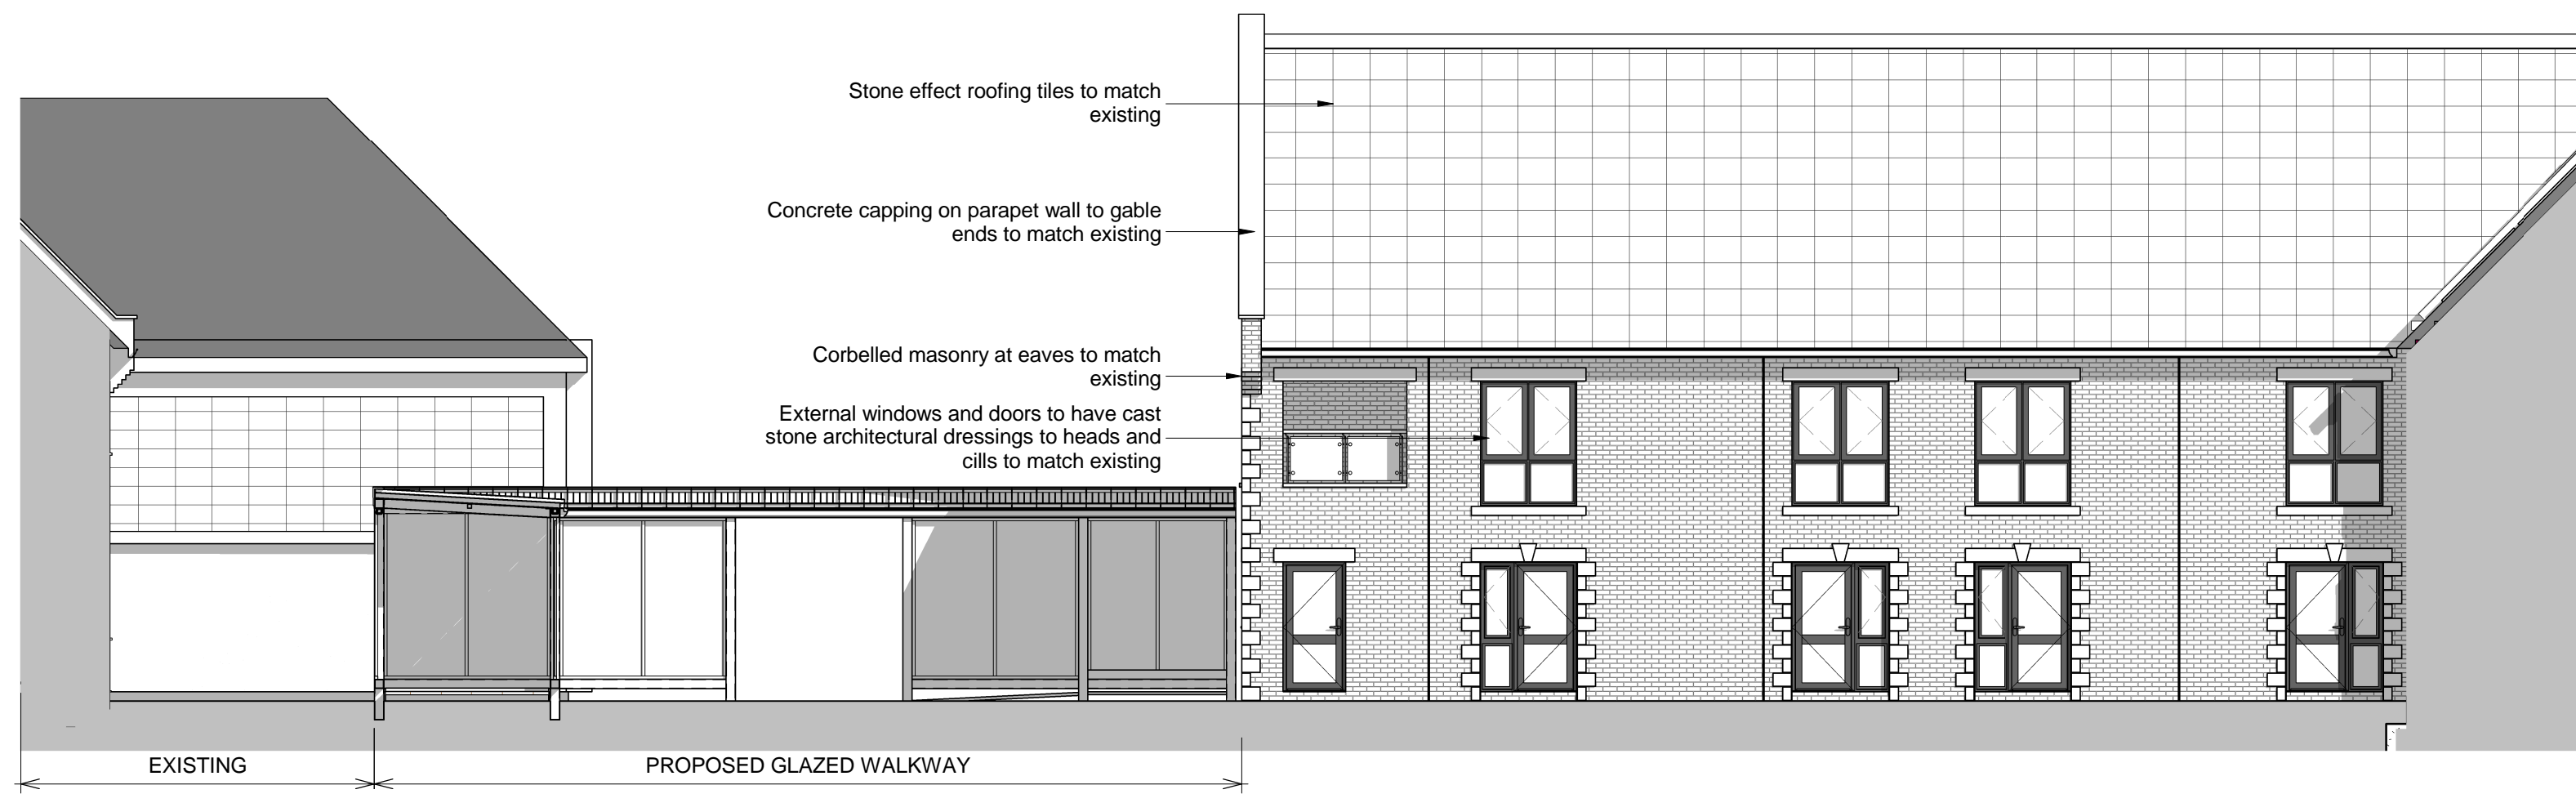 Stone effect roofing tiles to match
existing
Concrete capping on parapet wall to gable
ends to match existing
Corbelled masonry at eaves to match
existing
External windows and doors to have cast
stone architectural dressings to heads and
cills to match existing
EXISTING
PROPOSED GLAZED WALKWAY